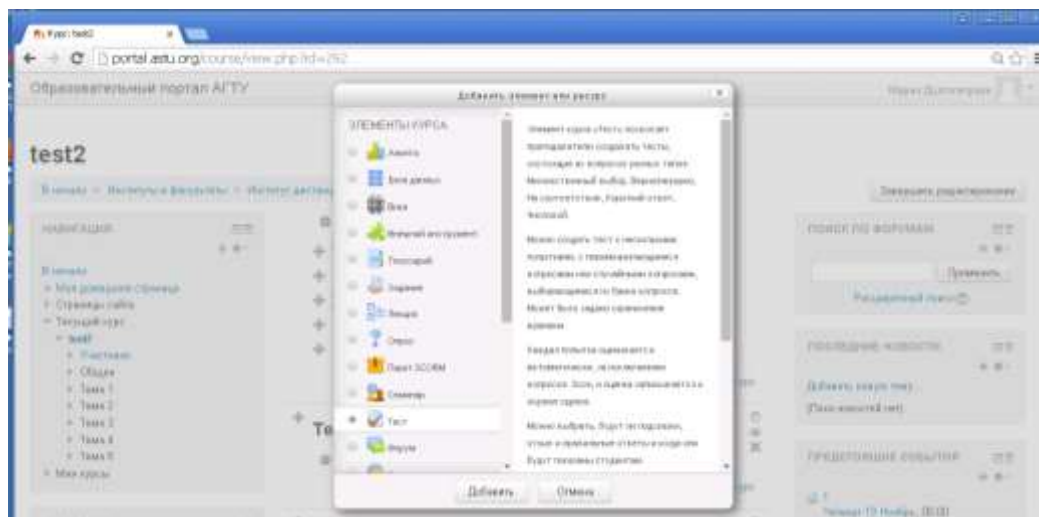 Курс: test2
portal.astu.org/course/view.php?id=292
Образовательный портал АГТУ
Добавить элемент или ресурс
test2
В начало
Институты и факультеты
Завершить редактирование
НАВИГАЦИЯ
В начало
Моя домашняя страница
Страницы сайта
Текущий курс
test2
Участники
Общее
Тема 1
Тема 2
Тема 3
Тема 4
Тема 5
Мои курсы
ЭЛЕМЕНТЫ КУРСА
Анкета
База данных
Вики
Внешний инструмент
Глоссарий
Задание
Лекция
Опрос
Пакет SCORM
Семинар
Тест
Форум
Элемент курса «Тест» позволяет
преподавателю создавать тесты,
состоящие из вопросов разных типов:
Множественный выбор, Верно/неверно,
На соответствие, Короткий ответ,
Числовой.
Можно создать тест с несколькими
попытками, с перемешивающимися
вопросами или случайными вопросами,
выбирающимися из банка вопросов.
Может быть задано ограничение
времени.
Каждая попытка оценивается
автоматически, за исключением
вопросов Эссе, и оценка записывается в
журнал оценок.
Можно выбрать, будут ли подсказки,
отзыв и правильные ответы и когда они
будут показаны студентам.
Добавить
Отмена
Те
ПОИСК ПО ФОРУМАМ
Применить
Расширенный поиск
ПОСЛЕДНИЕ НОВОСТИ
Добавить новую тему...
(Пока новостей нет)
ПРЕДСТОЯЩИЕ СОБЫТИЯ